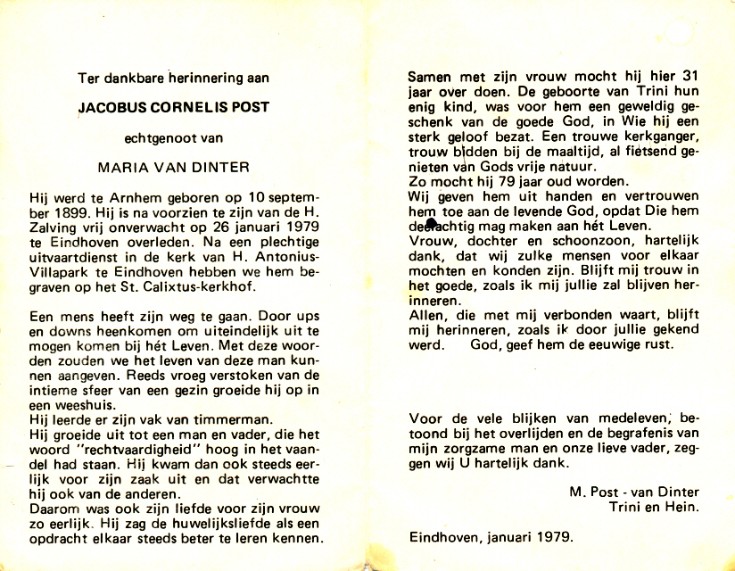 Ter dankbare herinnering aan
JACOBUS CORNELIS POST
echtgenoot van
MARIA VAN DINTER
Hij werd te Arnhem geboren op 10 septem-
ber 1899. Hij is na voorzien te zijn van de H.
Zalving vrij onverwacht op 26 januari 1979
te Eindhoven overleden. Na een plechtige
uitvaartdienst in de kerk van H. Antonius-
Villapark te Eindhoven hebben we hem be-
graven op het St. Calixtus-kerkhof.
Een mens heeft zijn weg te gaan. Door ups
en downs heenkomen om uiteindelijk uit te
mogen komen bij hét Leven. Met deze woor-
den zouden we het leven van deze man kun-
nen aangeven. Reeds vroeg verstoken van de
intieme sfeer van een gezin groeide hij op in
een weeshuis.
Hij leerde er zijn vak van timmerman.
Hij groeide uit tot een man en vader, die het
woord "rechtvaardigheid" hoog in het vaan-
del had staan. Hij kwam dan ook steeds eer-
lijk voor zijn zaak uit en dat verwachtte
hij ook van de anderen.
Daarom was ook zijn liefde voor zijn vrouw
zo eerlijk. Hij zag de huwelijksliefde als een
opdracht elkaar steeds beter te leren kennen.
Samen met zijn vrouw mocht hij hier 31
jaar over doen. De geboorte van Trini hun
enig kind, was voor hem een geweldig ge-
schenk van de goede God, in Wie hij een
sterk geloof bezat. Een trouwe kerkganger,
trouw bidden bij de maaltijd, al fietsend ge-
nieten van Gods vrije natuur.
Zo mocht hij 79 jaar oud worden.
Wij geven hem uit handen en vertrouwen
hem toe aan de levende God, opdat Die hem
deelachtig mag maken aan hét Leven.
Vrouw, dochter en schoonzoon, hartelijk
dank, dat wij zulke mensen voor elkaar
mochten en konden zijn. Blijft mij trouw in
het goede, zoals ik mij jullie zal blijven her-
inneren.
Allen, die met mij verbonden waart, blijft
mij herinneren, zoals ik door jullie gekend
werd. God, geef hem de eeuwige rust.
Voor de vele blijken van medeleven, be-
toond bij het overlijden en de begrafenis van
mijn zorgzame man en onze lieve vader, zeg-
gen wij U hartelijk dank.
M. Post - van Dinter
Trini en Hein.
Eindhoven, januari 1979.